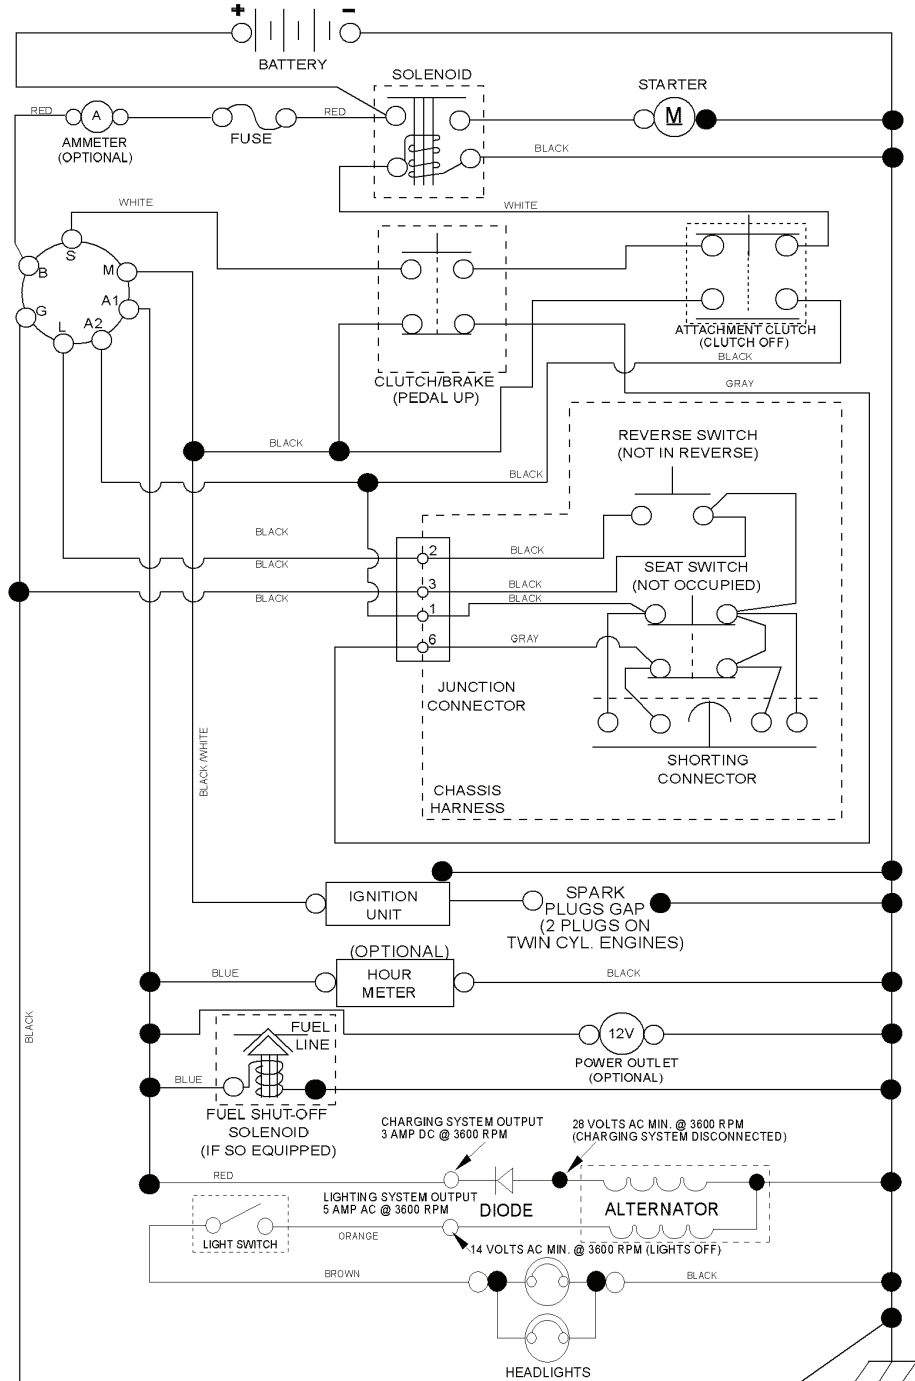 + -
BATTERY
SOLENOID
STARTER
RED
A
AMMETER
(OPTIONAL)
FUSE
RED
M
BLACK
WHITE
WHITE
S
B
M
G
A1
L
A2
ATTACHMENT CLUTCH
(CLUTCH OFF)
BLACK
CLUTCH/BRAKE
(PEDAL UP)
GRAY
BLACK
BLACK
REVERSE SWITCH
(NOT IN REVERSE)
BLACK
2
BLACK
BLACK
SEAT SWITCH
(NOT OCCUPIED)
3
BLACK
BLACK
BLACK
1
6
GRAY
JUNCTION
CONNECTOR
SHORTING
CONNECTOR
BLACK/WHITE
CHASSIS
HARNESS
IGNITION
UNIT
SPARK
PLUGS GAP
(2 PLUGS ON
TWIN CYL. ENGINES)
(OPTIONAL)
HOUR
METER
BLUE
BLACK
BLACK
FUEL
LINE
12V
POWER OUTLET
(OPTIONAL)
BLUE
FUEL SHUT-OFF
SOLENOID
(IF SO EQUIPPED)
CHARGING SYSTEM OUTPUT
3 AMP DC @ 3600 RPM
28 VOLTS AC MIN. @ 3600 RPM
(CHARGING SYSTEM DISCONNECTED)
RED
LIGHTING SYSTEM OUTPUT
5 AMP AC @ 3600 RPM
DIODE
ALTERNATOR
LIGHT SWITCH
ORANGE
14 VOLTS AC MIN. @ 3600 RPM (LIGHTS OFF)
BROWN
BLACK
HEADLIGHTS